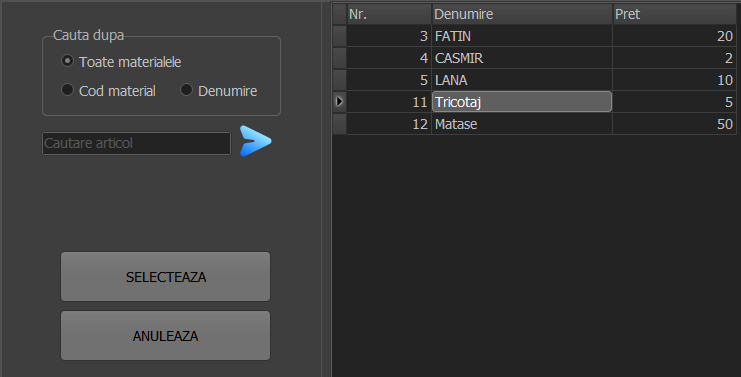 Cauta dupa
Toate materialele
Cod material Denumire
Cautare articol
SELECTEAZA
ANULEAZA
Nr. Denumire Pret
3 FATIN 20
4 CASMIR 2
5 LANA 10
11 Tricotaj 5
12 Matase 50